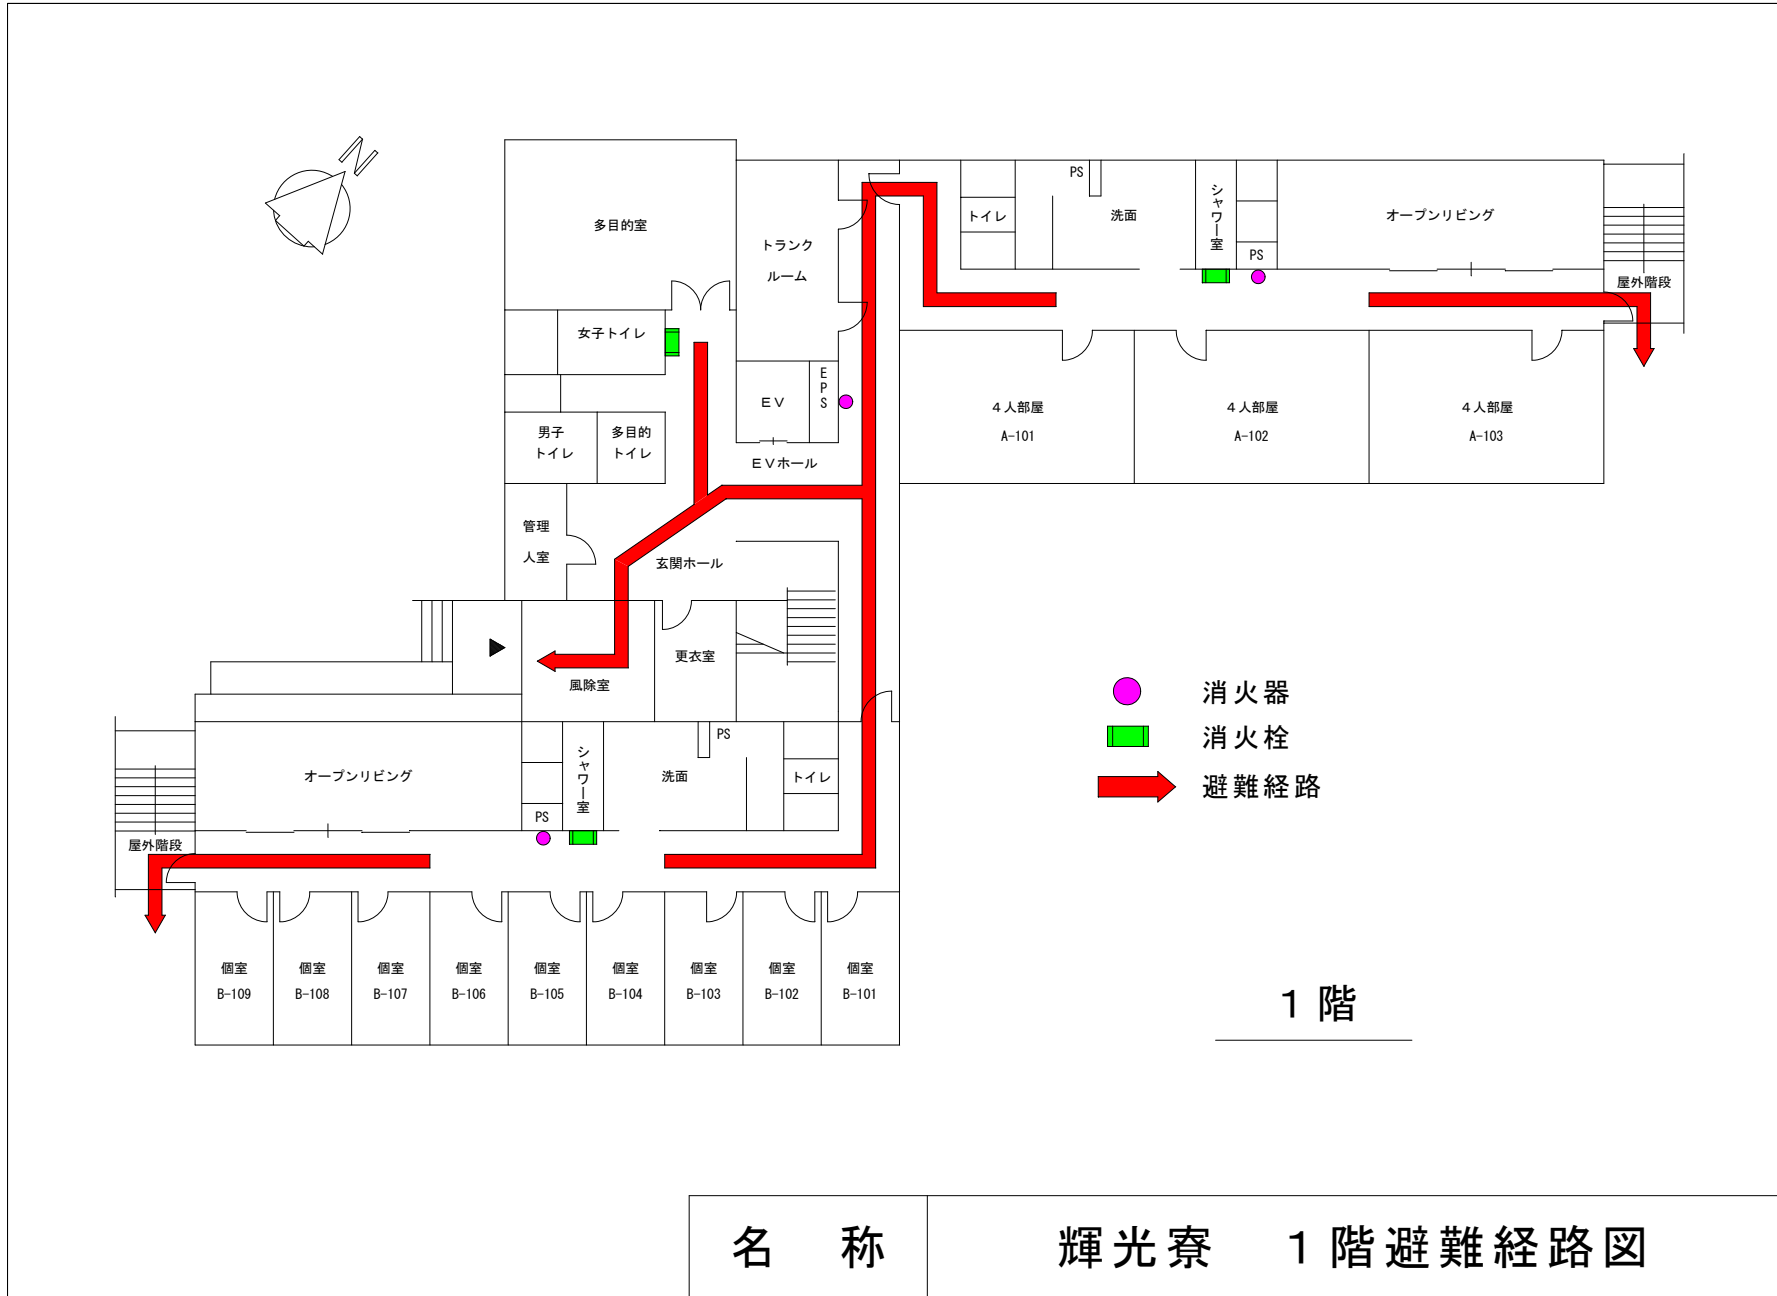 N
多目的室
トランク
ルーム
トイレ
PS
洗面
シャワー室
PS
オープンリビング
屋外階段
女子トイレ
EV
EPS
男子
トイレ
多目的
トイレ
EVホール
4人部屋
A-101
4人部屋
A-102
4人部屋
A-103
管理
人室
玄関ホール
更衣室
風除室
オープンリビング
PS
シャワー室
洗面
PS
トイレ
屋外階段
個室
B-109
個室
B-108
個室
B-107
個室
B-106
個室
B-105
個室
B-104
個室
B-103
個室
B-102
個室
B-101
消火器
消火栓
避難経路
1階
名 称
輝光寮 1階避難経路図